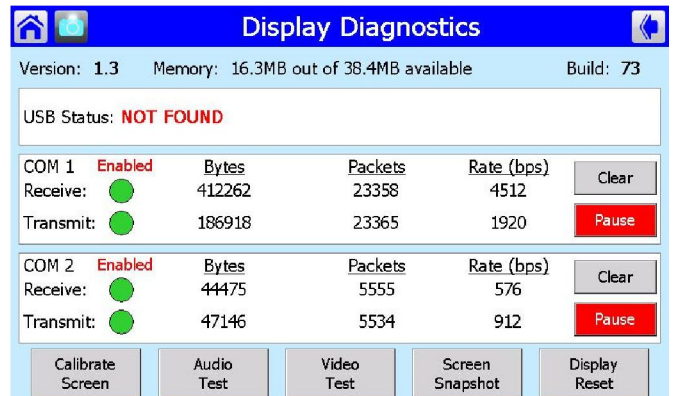 Display Diagnostics
Version: 1.3 Memory: 16.3MB out of 38.4MB available Build: 73
USB Status: NOT FOUND
COM 1 Enabled Bytes Packets Rate (bps) Clear
Receive: 412262 23358 4512
Transmit: 186918 23365 1920 Pause
COM 2 Enabled Bytes Packets Rate (bps) Clear
Receive: 44475 5555 576
Transmit: 47146 5534 912 Pause
Calibrate Audio Video Screen Display
Screen Test Test Snapshot Reset